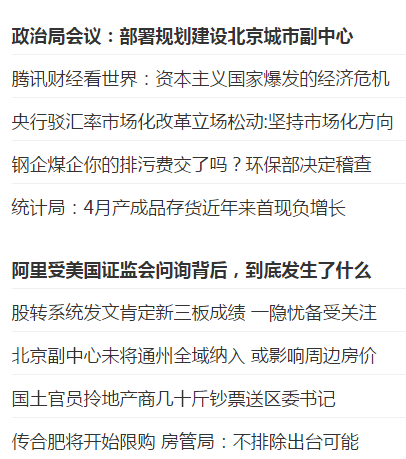 政治局会议：部署规划建设北京城市副中心
腾讯财经看世界：资本主义国家爆发的经济危机
央行驳汇率市场化改革立场松动:坚持市场化方向
钢企煤企你的排污费交了吗？环保部决定稽查
统计局：4月产成品存货近年来首现负增长
阿里受美国证监会问询背后，到底发生了什么
股转系统发文肯定新三板成绩 一隐忧备受关注
北京副中心未将通州全域纳入 或影响周边房价
国土官员拎地产商几十斤钞票送区委书记
传合肥将开始限购 房管局：不排除出台可能